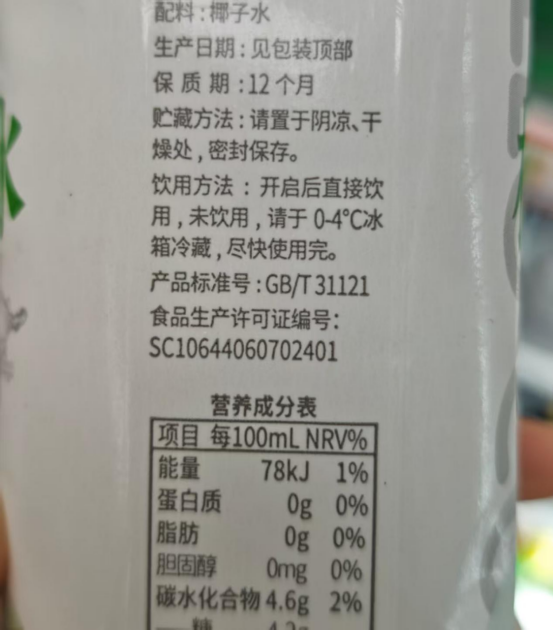 配料:椰子水
生产日期:见包装顶部
保质期:12个月
贮藏方法:请置于阴凉、干
燥处,密封保存。
饮用方法:开启后直接饮
用,未饮用,请于0-4℃冰
箱冷藏,尽快使用完。
产品标准号:GB/T 31121
食品生产许可证编号:
SC10644060702401
营养成分表
项目 每100mL NRV%
能量 78kJ 1%
蛋白质 0g 0%
脂肪 0g 0%
胆固醇 0mg 0%
碳水化合物 4.6g 2%
水